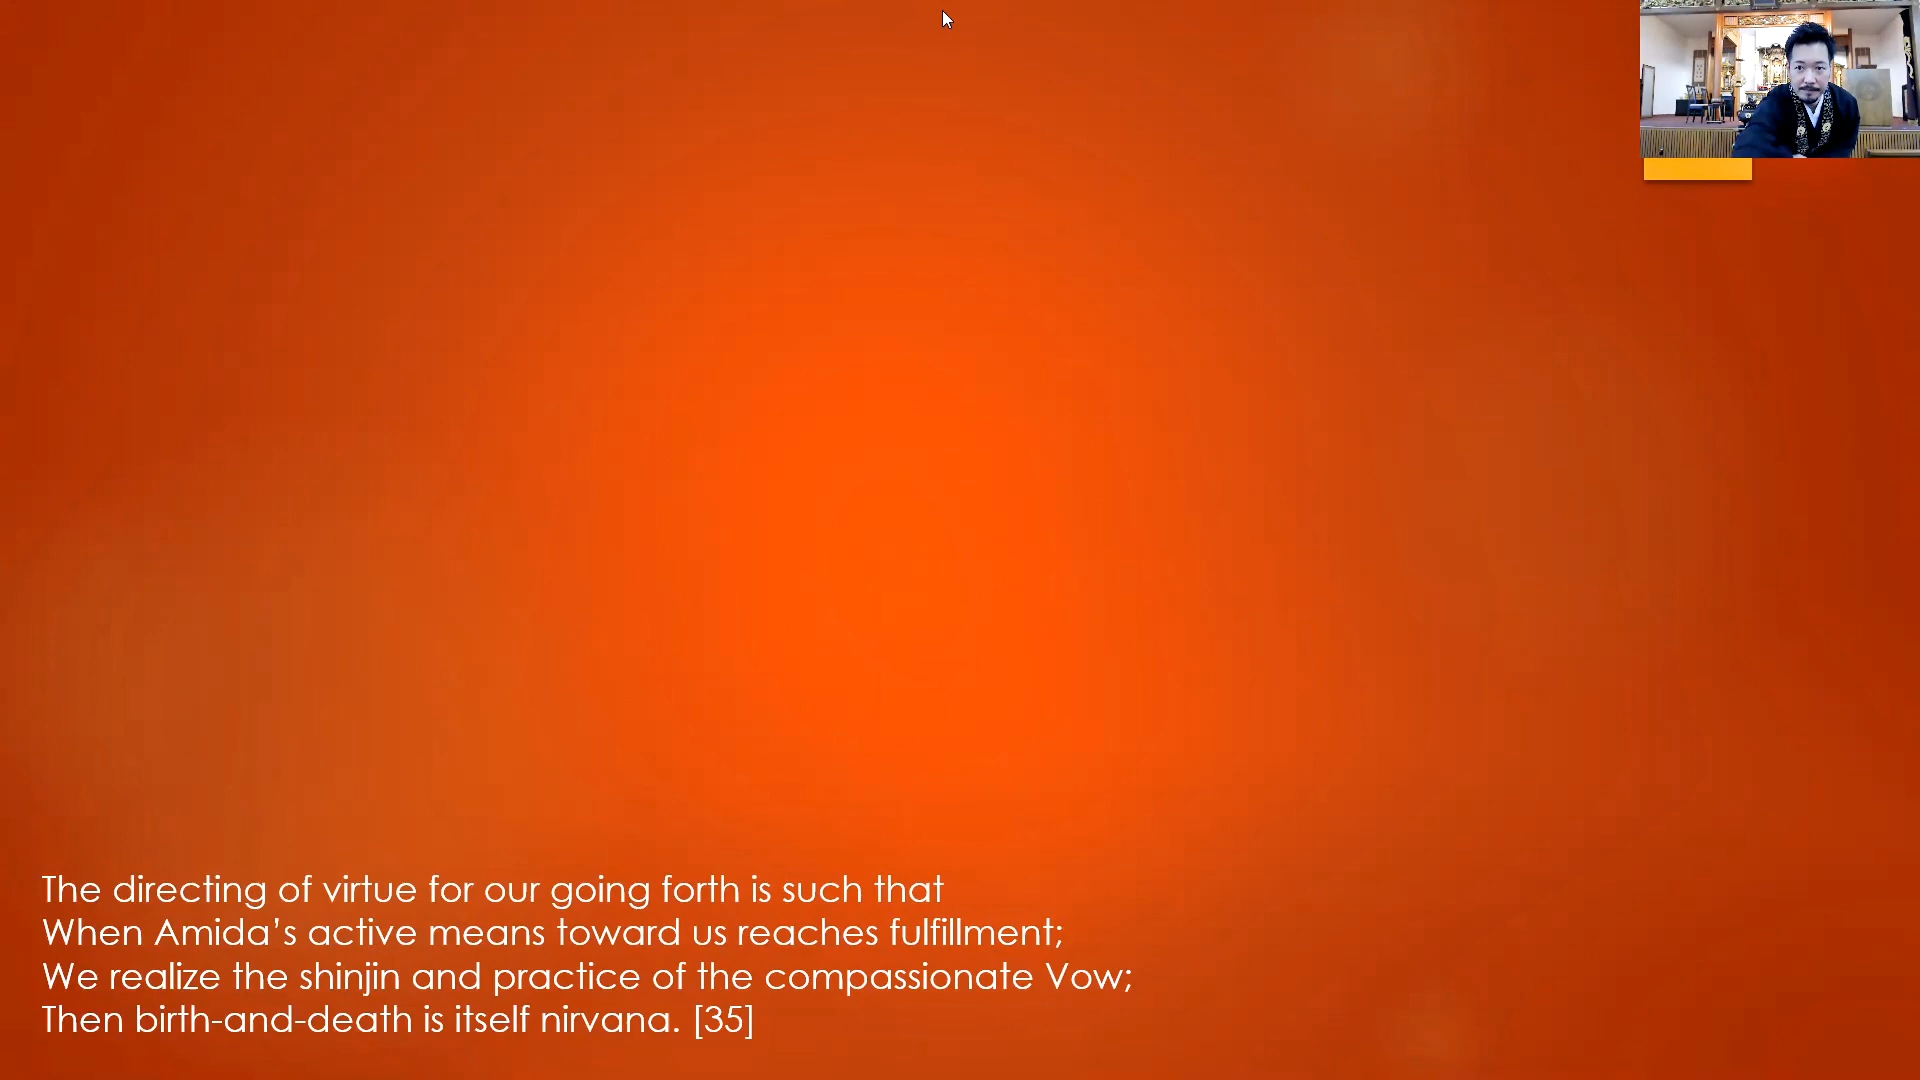 The directing of virtue for our going forth is such that
When Amida’s active means toward us reaches fulfillment;
We realize the shinjin and practice of the compassionate Vow;
Then birth-and-death is itself nirvana. [35]